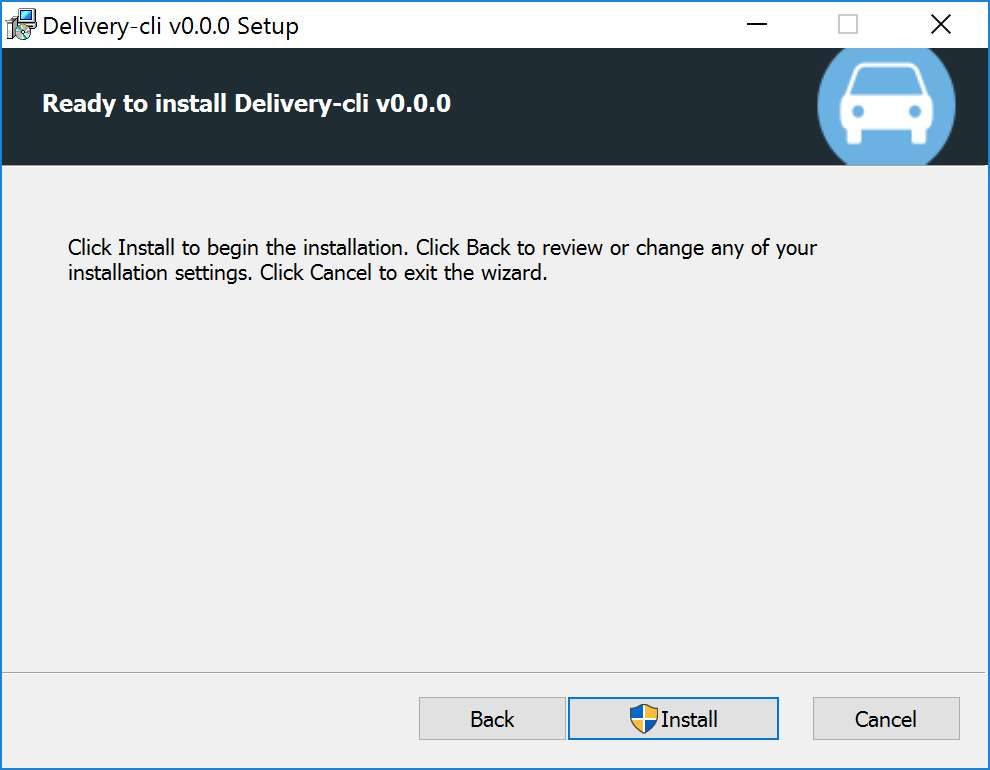 Delivery-cli v0.0.0 Setup
Ready to install Delivery-cli v0.0.0
Click Install to begin the installation. Click Back to review or change any of your
installation settings. Click Cancel to exit the wizard.
Back
Install
Cancel